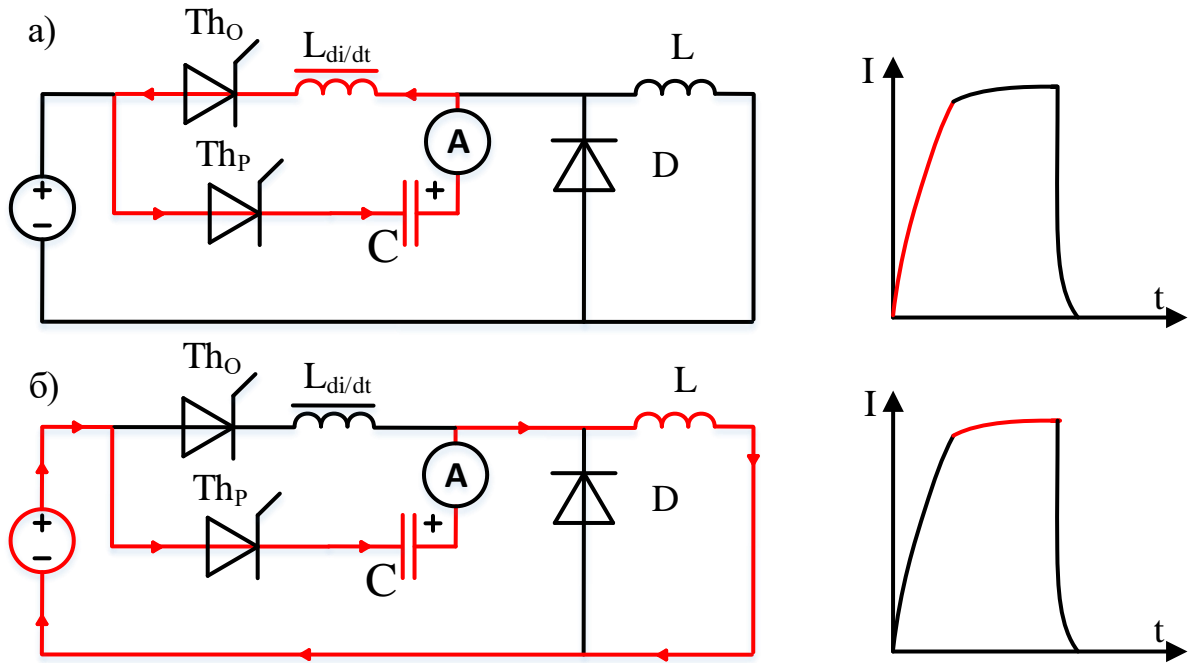 а)
Th_O
L_di/dt
L
I
A
Th_P
D
+
+
−
C
t
б)
Th_O
L_di/dt
L
I
A
Th_P
D
+
+
−
C
t